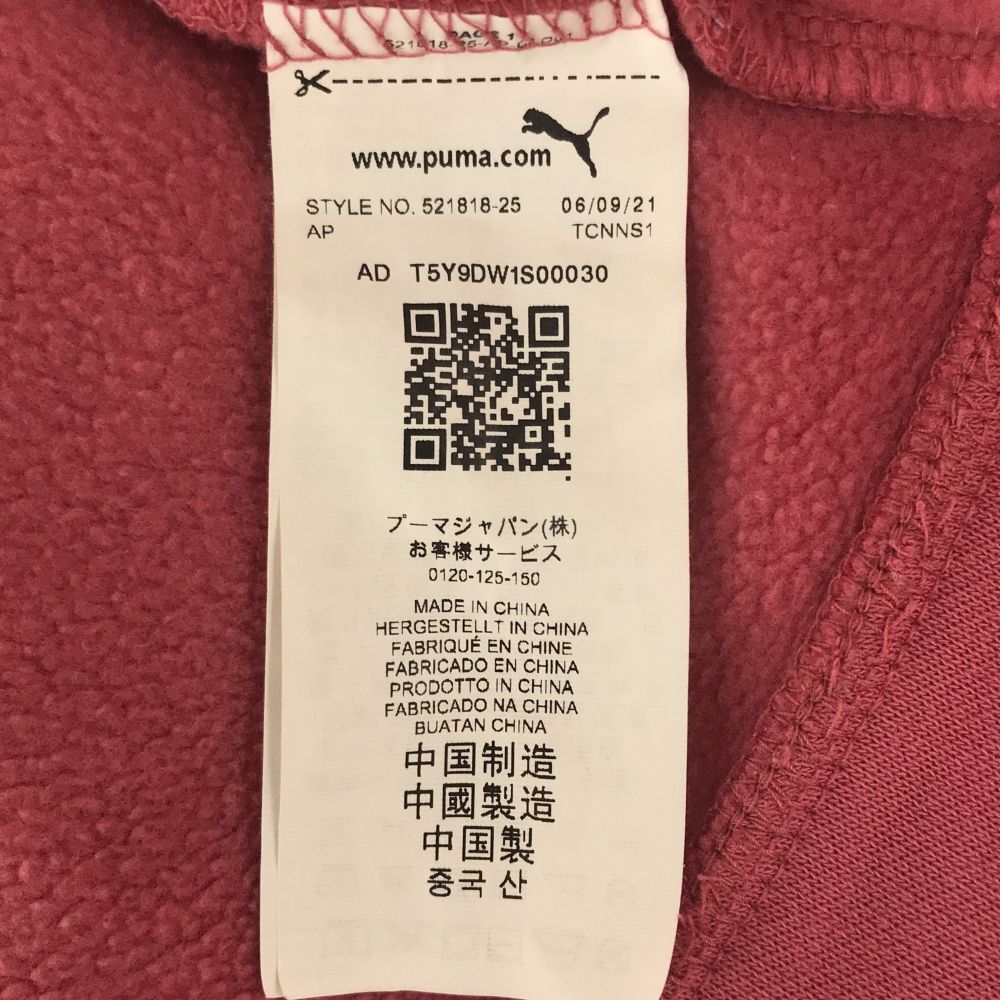 www.puma.com
STYLE NO. 521818-25 06/09/21
AP TCNNS1
AD T5Y9DW1S00030
プーマジャパン(株)
お客様サービス
0120-125-150
MADE IN CHINA
HERGESTELLT IN CHINA
FABRIQUÉ EN CHINE
FABRICADO EN CHINA
PRODOTTO IN CHINA
FABRICADO NA CHINA
BUATAN CHINA
中国制造
中國製造
中国製
중국 산